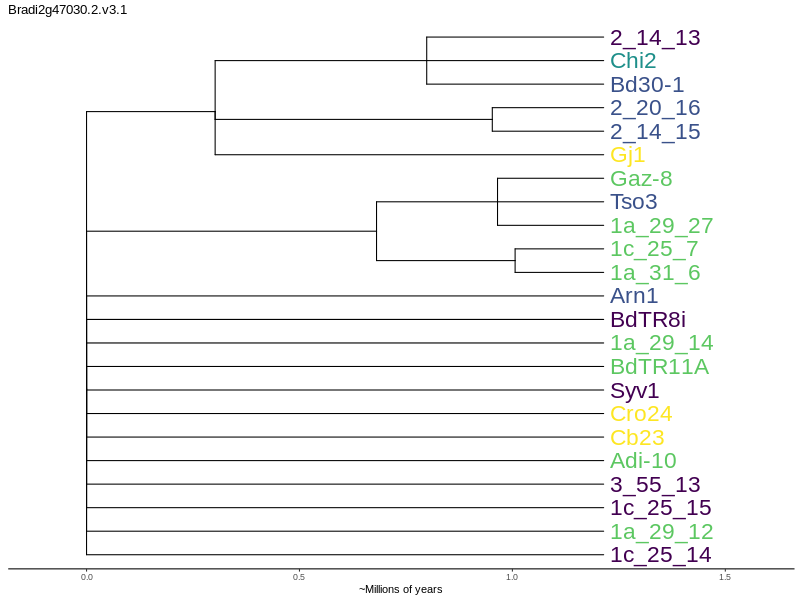 Bradi2g47030.2.v3.1
2_14_13
Chi2
Bd30-1
2_20_16
2_14_15
Gj1
Gaz-8
Tso3
1a_29_27
1c_25_7
1a_31_6
Arn1
BdTR8i
1a_29_14
BdTR11A
Syv1
Cro24
Cb23
Adi-10
3_55_13
1c_25_15
1a_29_12
1c_25_14
0.0 0.5 1.0 1.5
~Millions of years